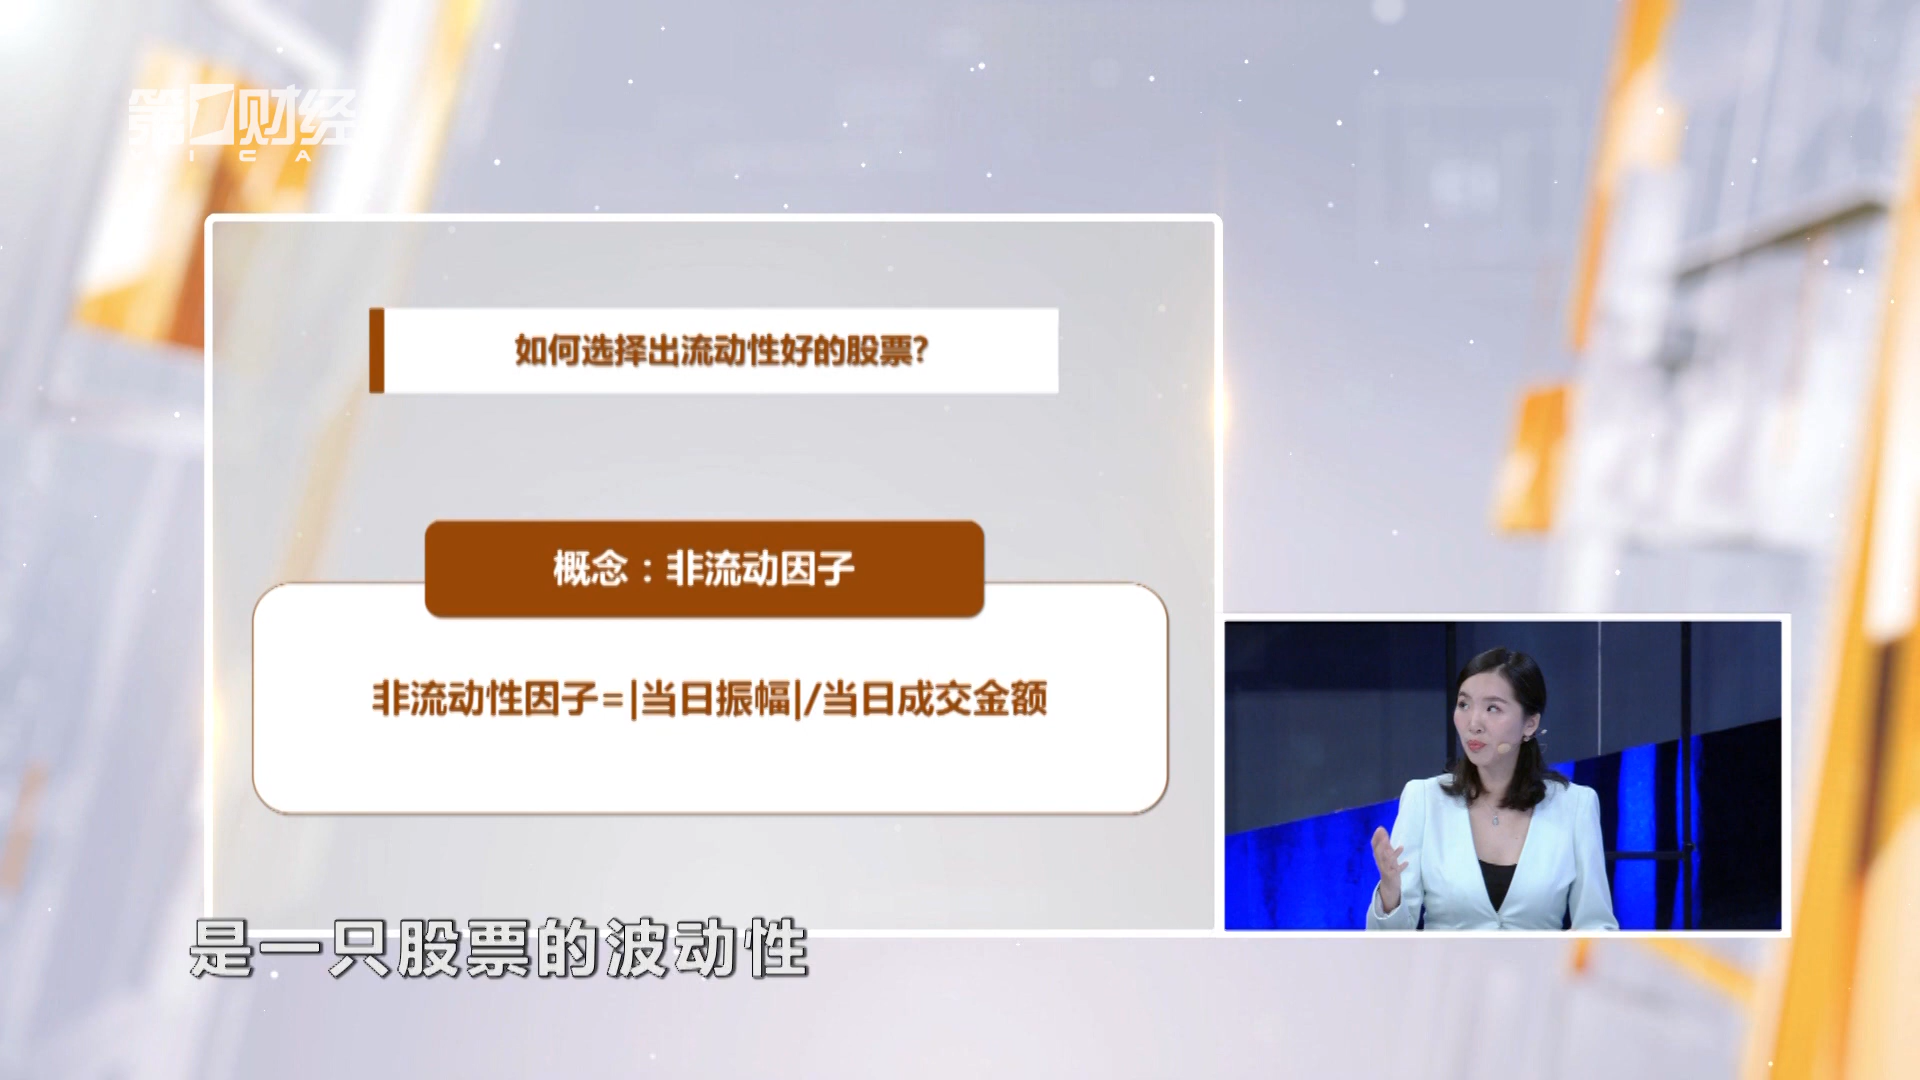 第一财经
ICA
如何选择出流动性好的股票?
概念：非流动因子
非流动性因子=|当日振幅|/当日成交金额
是一只股票的波动性